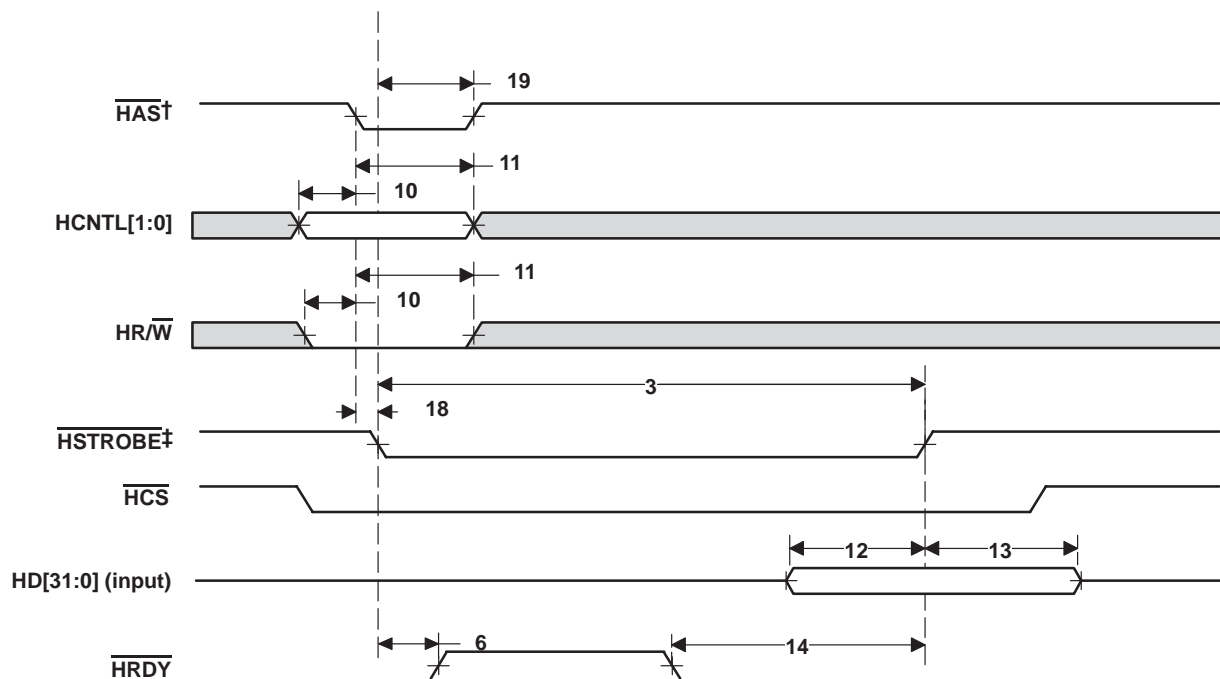 19
HAS†
11
10
HCNTL[1:0]
11
10
HR/W
3
18
HSTROBE‡
HCS
12 13
HD[31:0] (input)
6 14
HRDY